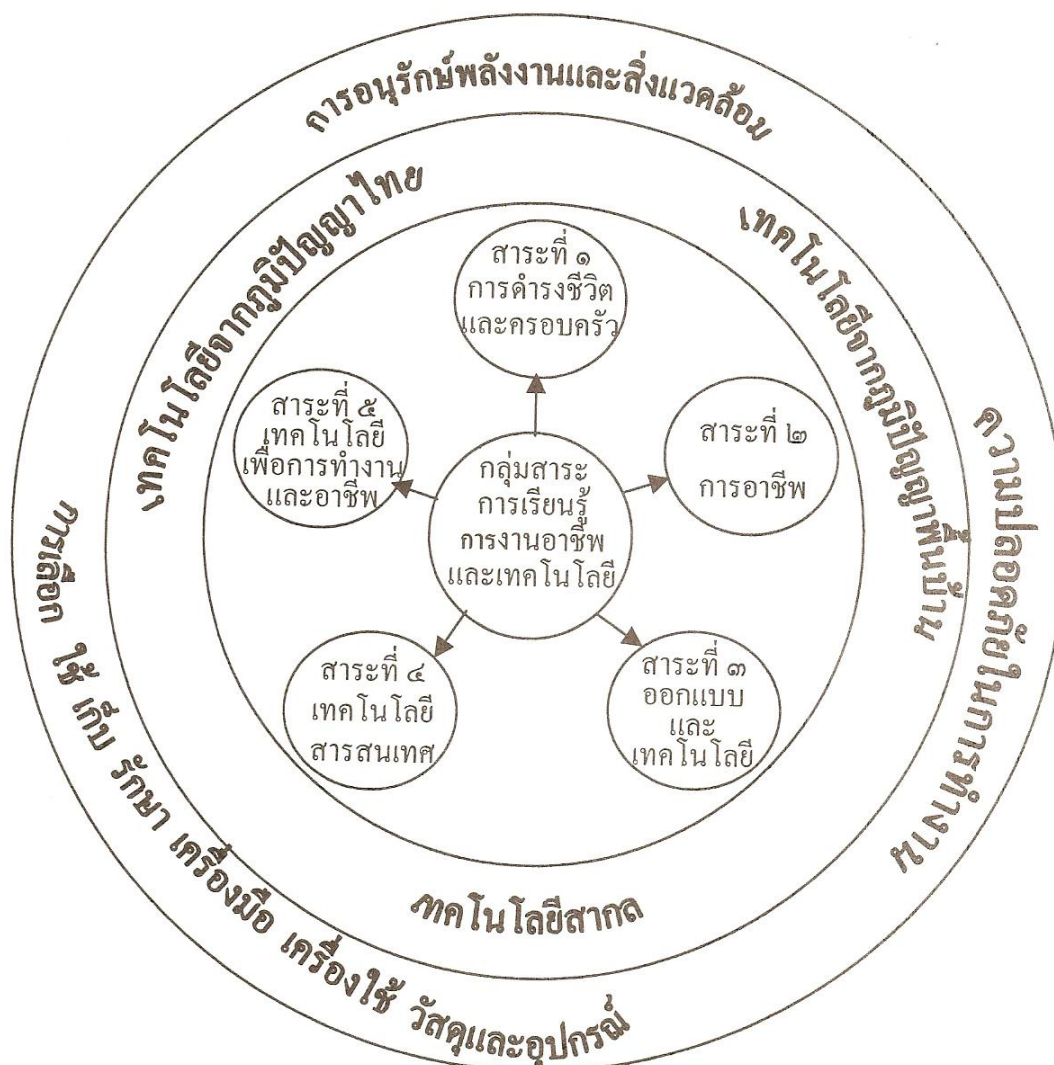 การอนุรักษ์พลังงานและสิ่งแวดล้อม
ความปลอดภัยในการทำงาน
การเลือก ใช้ เก็บ รักษา เครื่องมือ เครื่องใช้ วัสดุและอุปกรณ์
เทคโนโลยีจากภูมิปัญญาไทย
เทคโนโลยีจากภูมิปัญญาพื้นบ้าน
เทคโนโลยีสากล
สาระที่ ๑
การดำรงชีวิต
และครอบครัว
สาระที่ ๒
การอาชีพ
สาระที่ ๓
ออกแบบ
และ
เทคโนโลยี
สาระที่ ๔
เทคโนโลยี
สารสนเทศ
สาระที่ ๕
เทคโนโลยี
เพื่อการทำงาน
และอาชีพ
กลุ่มสาระ
การเรียนรู้
การงานอาชีพ
และเทคโนโลยี